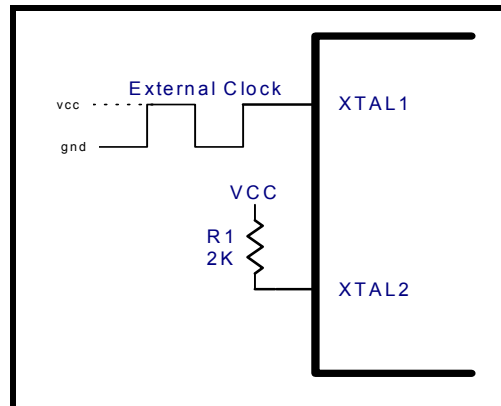 External Clock
vcc
XTAL1
gnd
VCC
R1
2K
XTAL2